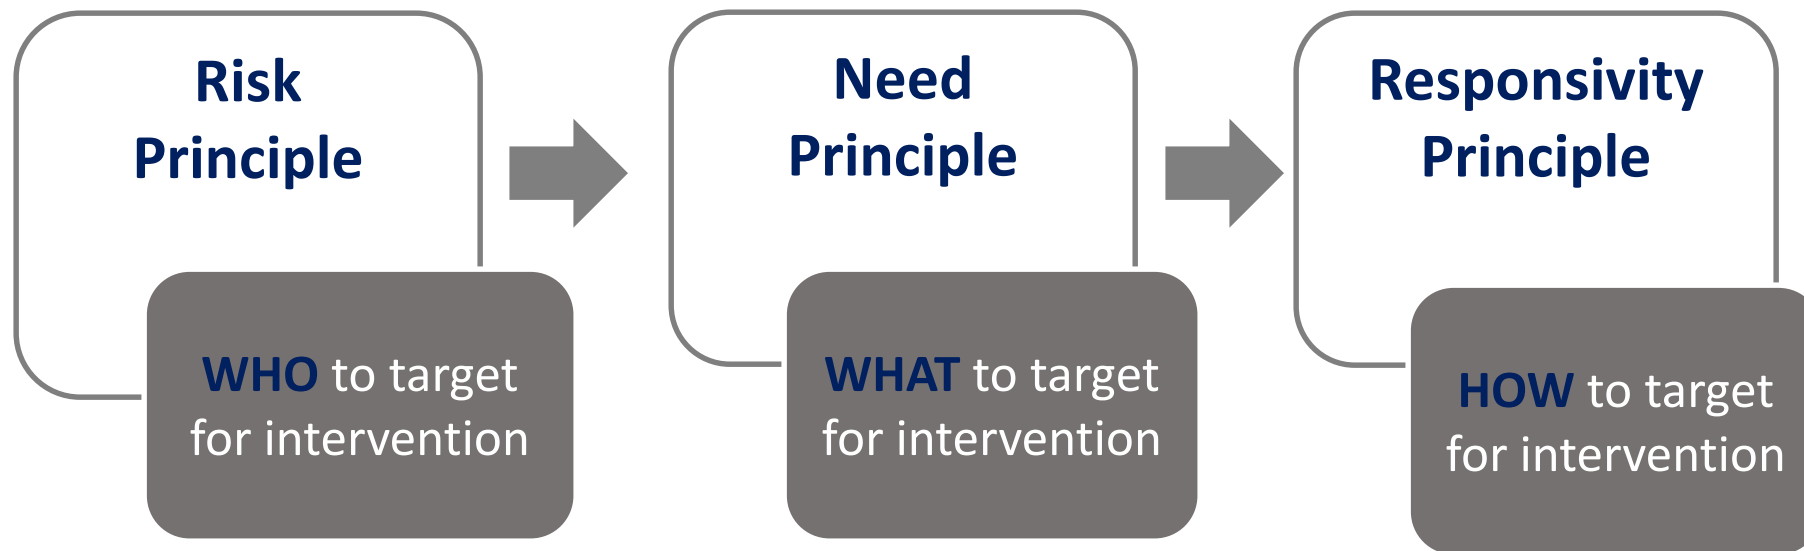 Risk
Principle
WHO to target
for intervention
Need
Principle
WHAT to target
for intervention
Responsivity
Principle
HOW to target
for intervention